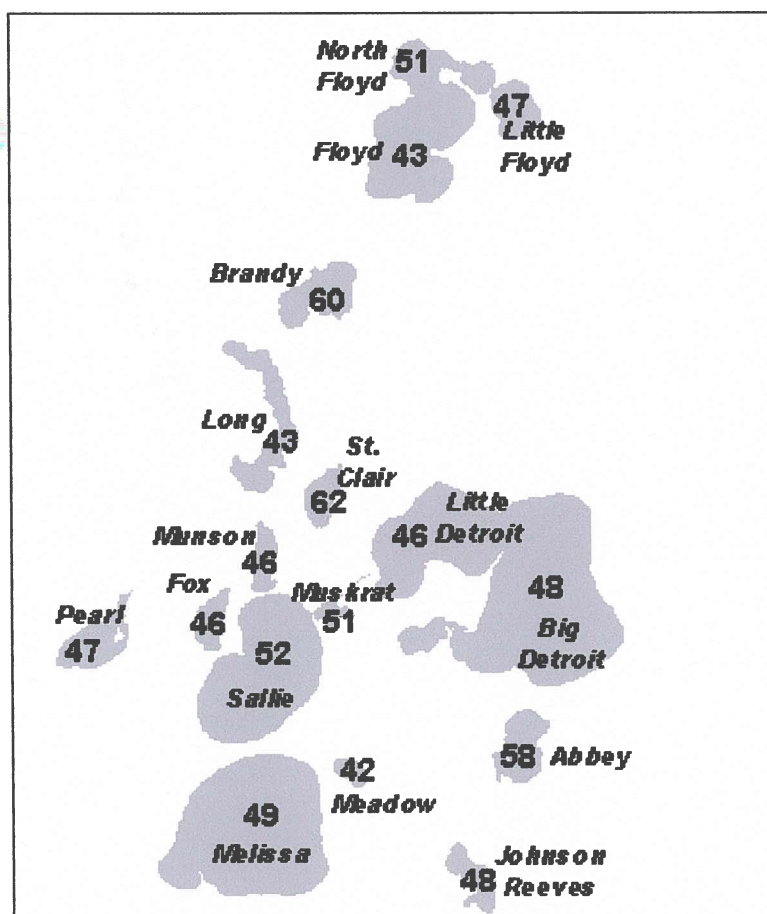 North
Floyd
51
47
Little
Floyd
Floyd 43
Brandy
60
Long
43
St.
Clair
62
Little
Detroit
46
Munson
46
Fox
46
Muskrat
51
48
Big
Detroit
Pearl
47
52
Sallie
58 Abbey
42
Meadow
49
Melissa
Johnson
Reeves
48